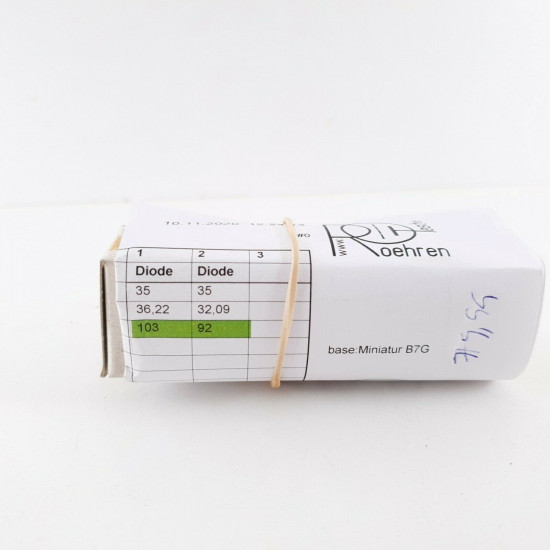 10.11.2020
www.
Roehren
1 2 3
Diode Diode
35 35
36,22 32,09
103 92
base:Miniatur B7G